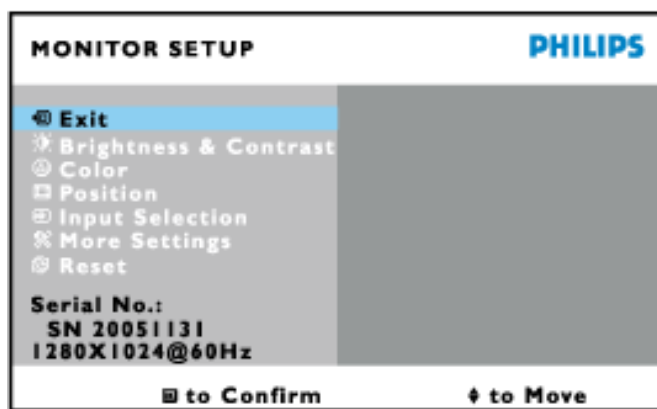 MONITOR SETUP PHILIPS
Exit
Brightness & Contrast
Color
Position
Input Selection
More Settings
Reset
Serial No.:
SN 20051131
1280X1024@60Hz
to Confirm to Move